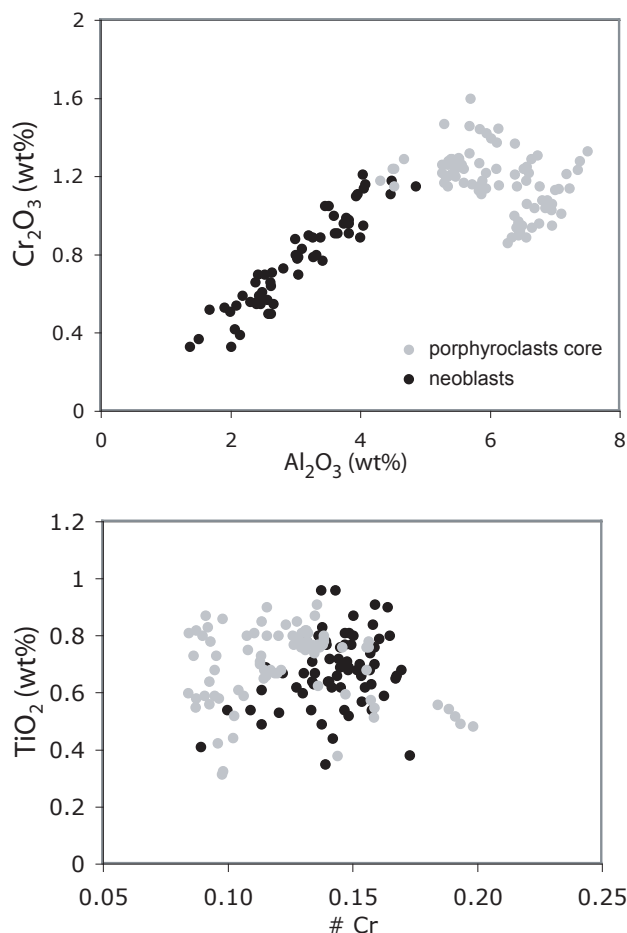 2
1.6
1.2
0.8
0.4
0
Cr₂O₃ (wt%)
porphyroclasts core
neoblasts
0 2 4 6 8
Al₂O₃ (wt%)
1.2
1
0.8
0.6
0.4
0.2
0
TiO₂ (wt%)
0.05 0.10 0.15 0.20 0.25
# Cr